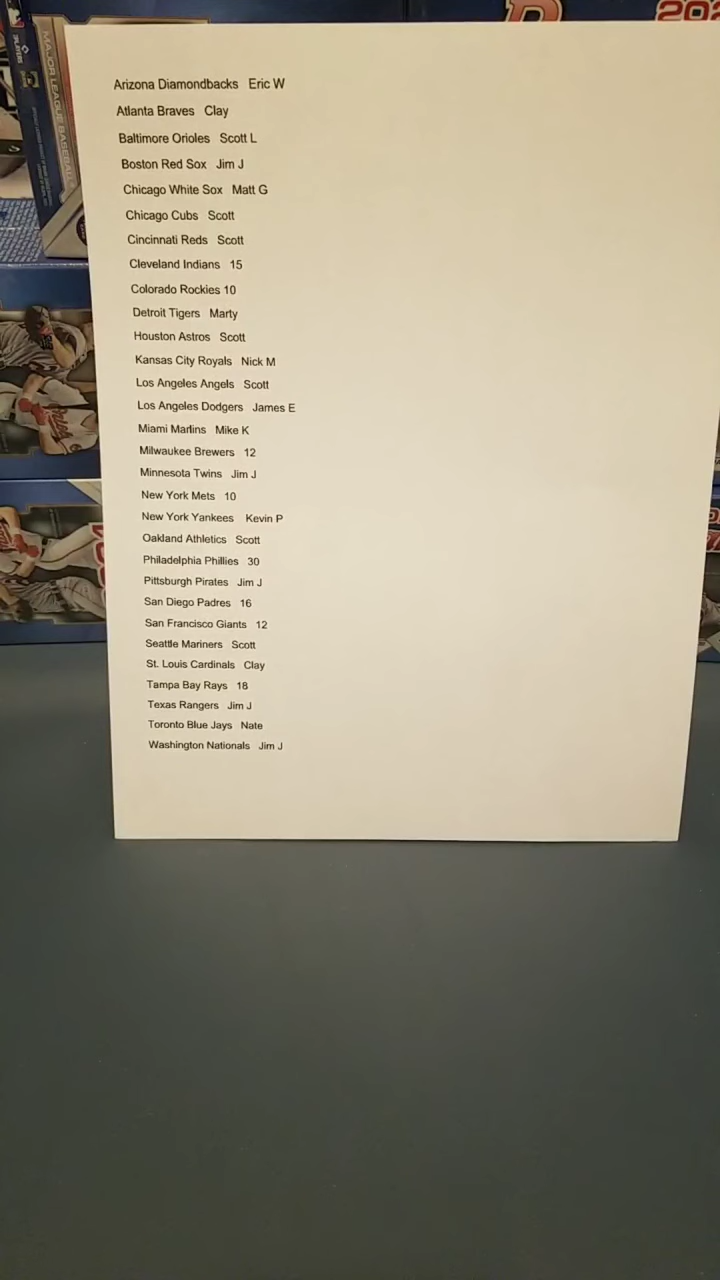 MAJOR LEAGUE BASEBALL
202
Arizona Diamondbacks Eric W
Atlanta Braves Clay
Baltimore Orioles Scott L
Boston Red Sox Jim J
Chicago White Sox Matt G
Chicago Cubs Scott
Cincinnati Reds Scott
Cleveland Indians 15
Colorado Rockies 10
Detroit Tigers Marty
Houston Astros Scott
Kansas City Royals Nick M
Los Angeles Angels Scott
Los Angeles Dodgers James E
Miami Marlins Mike K
Milwaukee Brewers 12
Minnesota Twins Jim J
New York Mets 10
New York Yankees Kevin P
Oakland Athletics Scott
Philadelphia Phillies 30
Pittsburgh Pirates Jim J
San Diego Padres 16
San Francisco Giants 12
Seattle Mariners Scott
St. Louis Cardinals Clay
Tampa Bay Rays 18
Texas Rangers Jim J
Toronto Blue Jays Nate
Washington Nationals Jim J